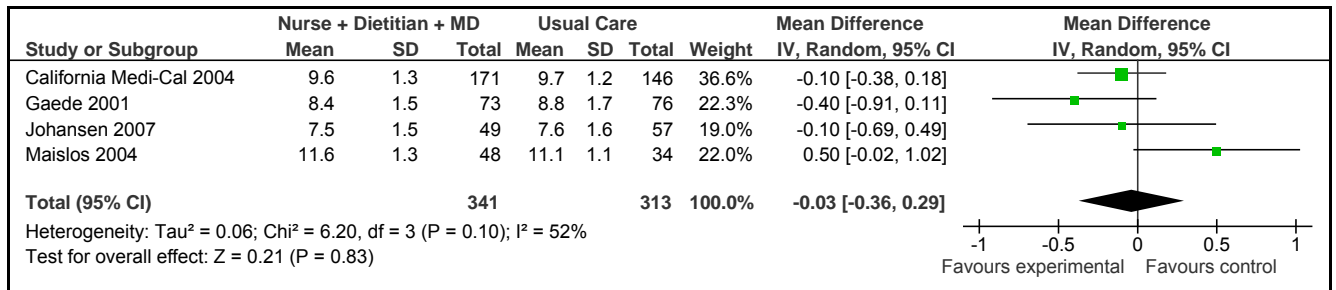 Nurse + Dietitian + MD Usual Care Mean Difference Mean Difference
Study or Subgroup Mean SD Total Mean SD Total Weight IV, Random, 95% CI IV, Random, 95% CI
California Medi-Cal 2004 9.6 1.3 171 9.7 1.2 146 36.6% -0.10 [-0.38, 0.18]
Gaede 2001 8.4 1.5 73 8.8 1.7 76 22.3% -0.40 [-0.91, 0.11]
Johansen 2007 7.5 1.5 49 7.6 1.6 57 19.0% -0.10 [-0.69, 0.49]
Maislos 2004 11.6 1.3 48 11.1 1.1 34 22.0% 0.50 [-0.02, 1.02]
Total (95% CI) 341 313 100.0% -0.03 [-0.36, 0.29]
Heterogeneity: Tau² = 0.06; Chi² = 6.20, df = 3 (P = 0.10); I² = 52%
Test for overall effect: Z = 0.21 (P = 0.83)
-1 -0.5 0 0.5 1
Favours experimental Favours control